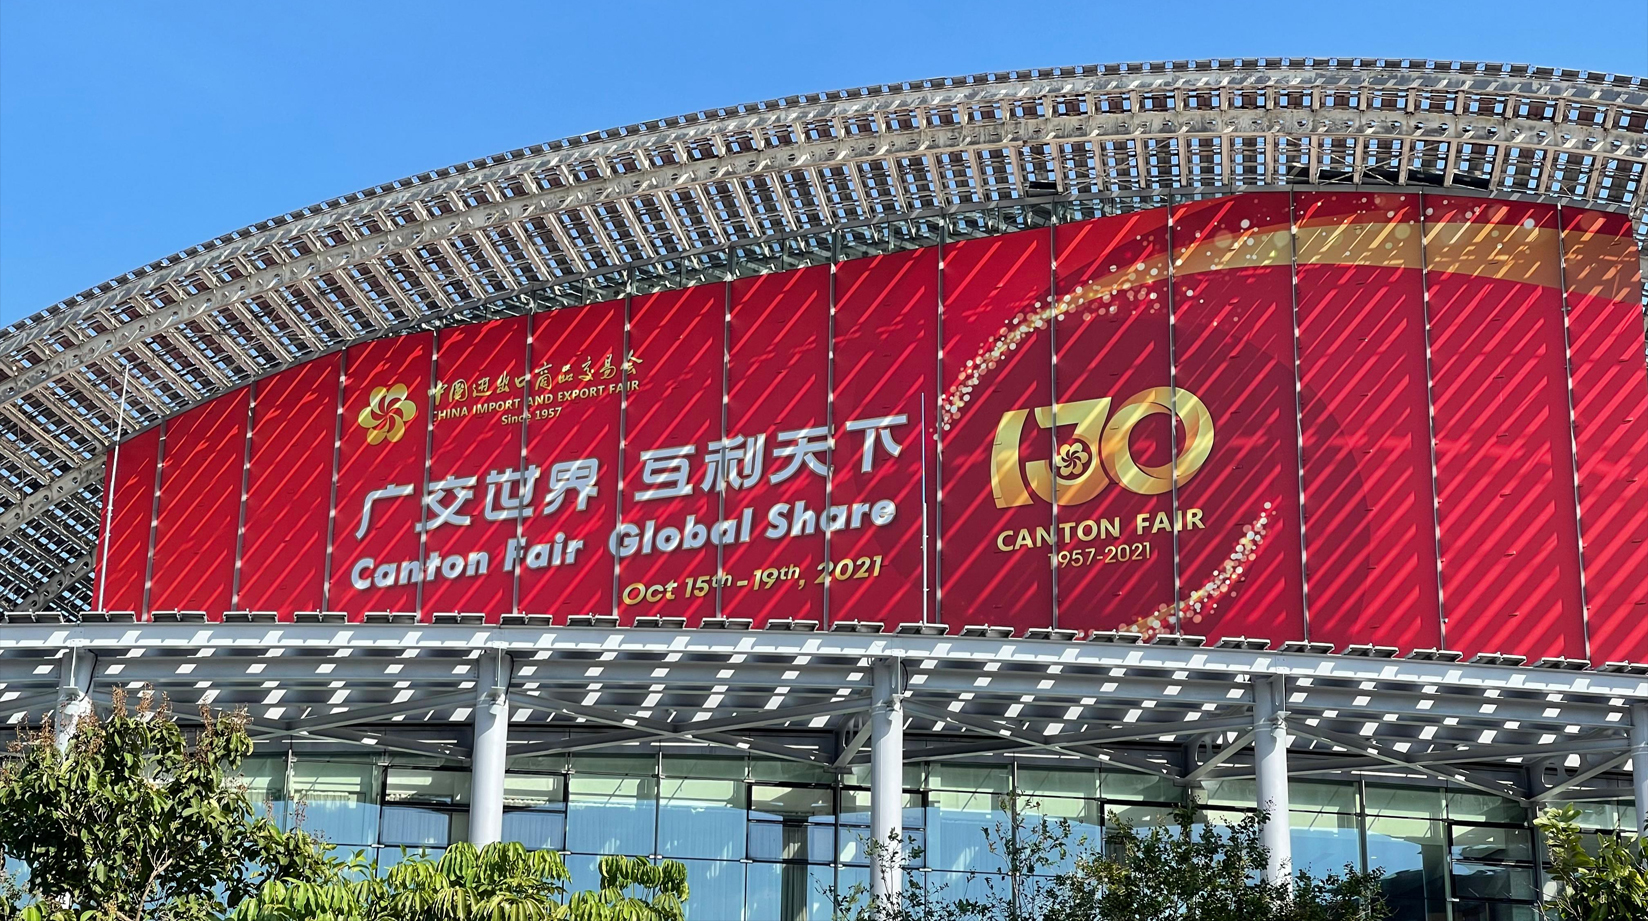 中国进出口商品交易会
CHINA IMPORT AND EXPORT FAIR
Since 1957
广交世界 互利天下
Canton Fair Global Share
Oct 15th-19th, 2021
130
CANTON FAIR
1957-2021